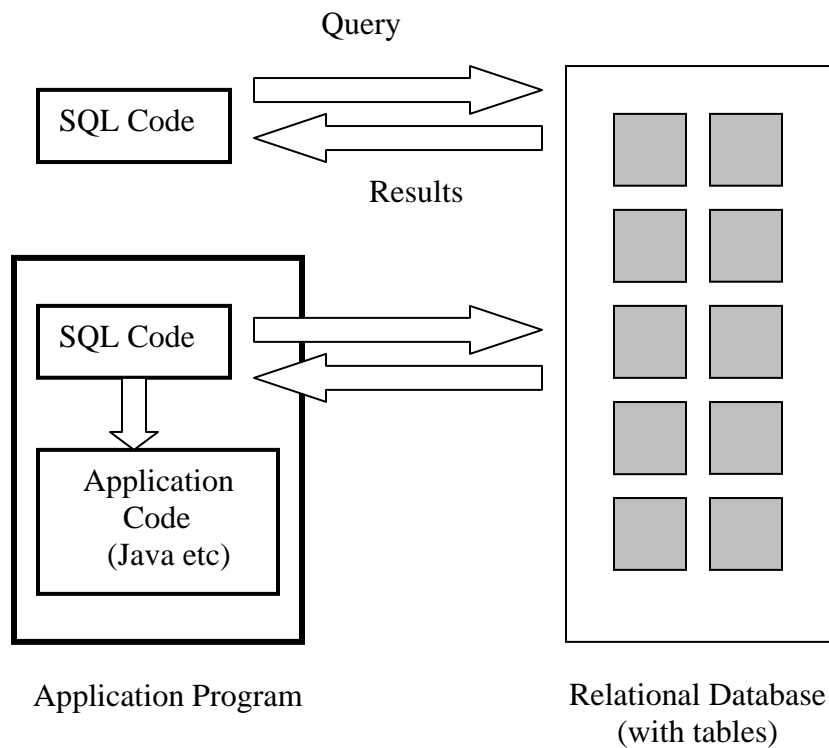 Query
SQL Code
Results
SQL Code
Application
Code
(Java etc)
Application Program
Relational Database
(with tables)